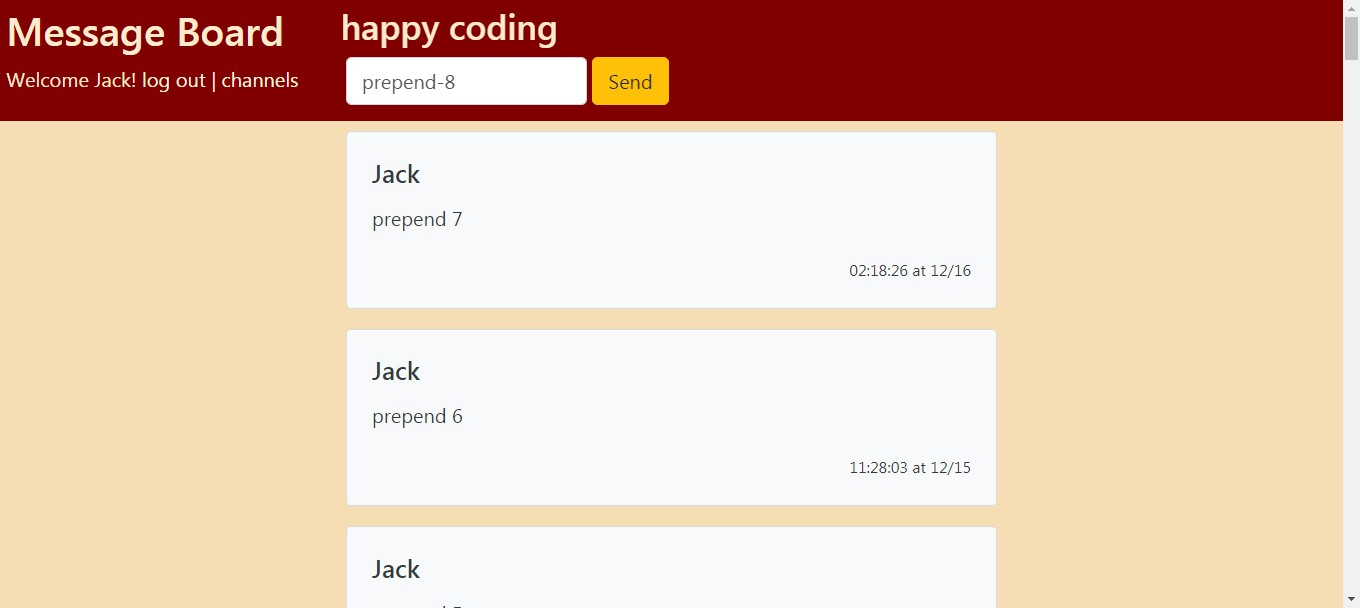 Message Board
happy coding
Welcome Jack! log out | channels
prepend-8
Send
Jack
prepend 7
02:18:26 at 12/16
Jack
prepend 6
11:28:03 at 12/15
Jack